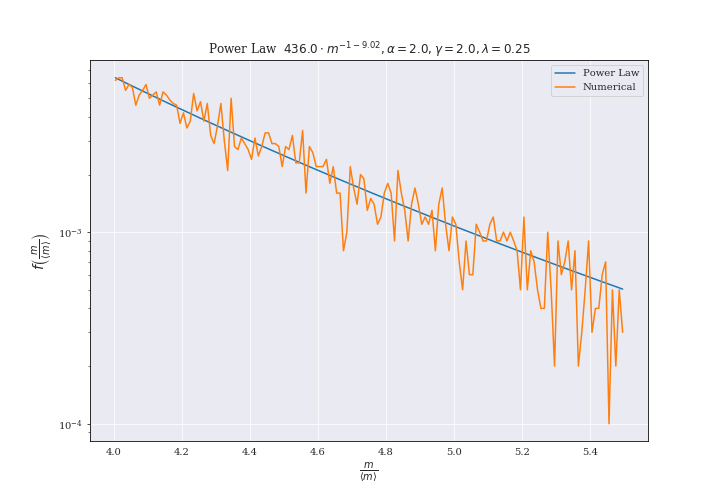 Power Law 436.0 · m^{-1-9.02}, α = 2.0, γ = 2.0, λ = 0.25
Power Law
Numerical
f(m/⟨m⟩)
10^{-3}
10^{-4}
4.0 4.2 4.4 4.6 4.8 5.0 5.2 5.4
m/⟨m⟩